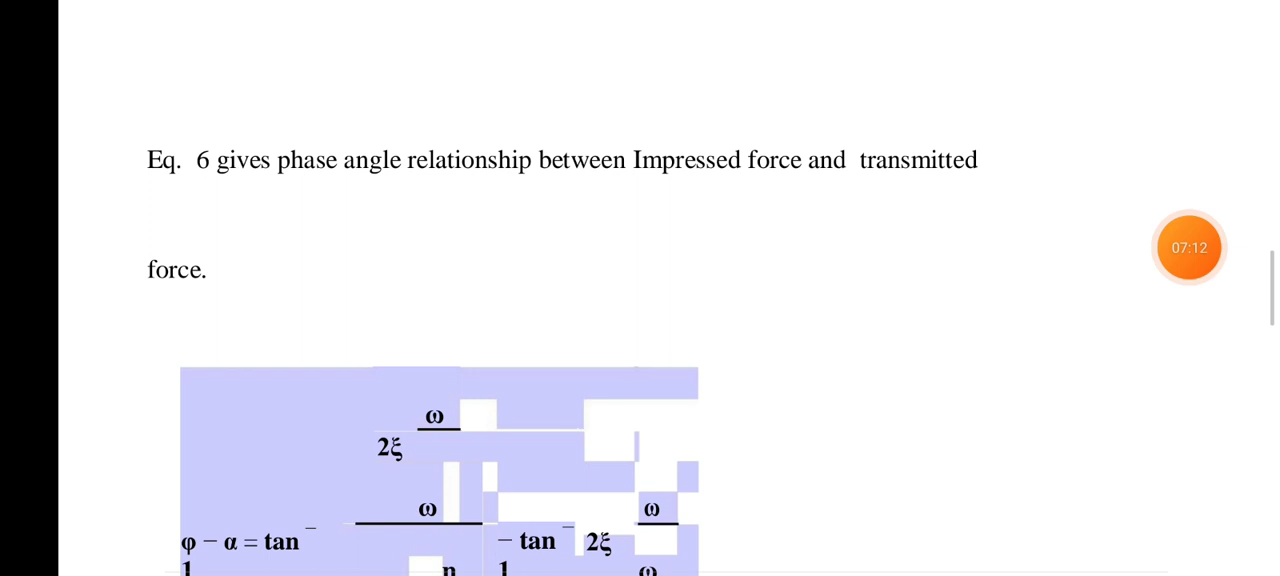 Eq. 6 gives phase angle relationship between Impressed force and transmitted
07:12
force.
ω
2ξ
ω ω
φ − α = tan − − tan − 2ξ
1 n 1 ω